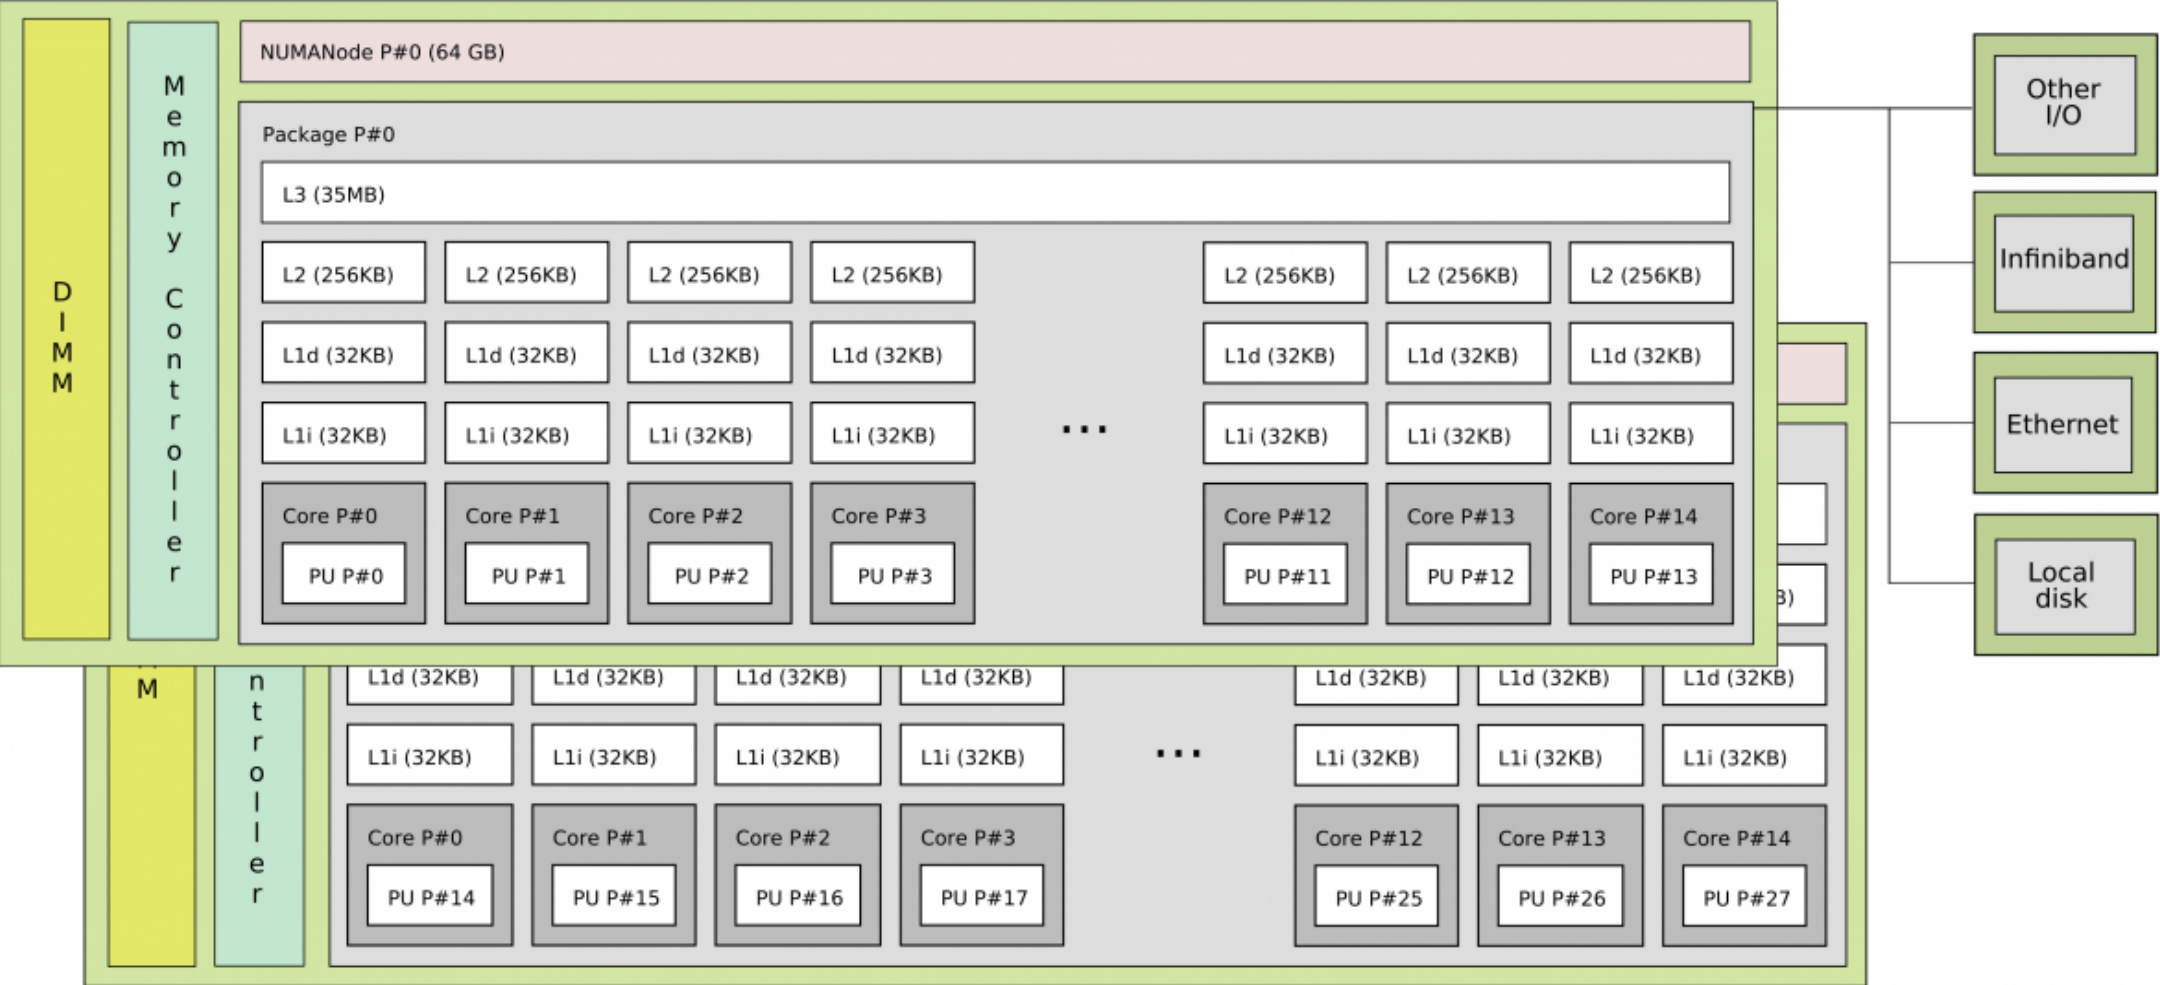 DIMM
Memory Controller
NUMANode P#0 (64 GB)
Package P#0
L3 (35MB)
L2 (256KB) L2 (256KB) L2 (256KB) L2 (256KB) L2 (256KB) L2 (256KB) L2 (256KB)
L1d (32KB) L1d (32KB) L1d (32KB) L1d (32KB) L1d (32KB) L1d (32KB) L1d (32KB)
L1i (32KB) L1i (32KB) L1i (32KB) L1i (32KB) ... L1i (32KB) L1i (32KB) L1i (32KB)
Core P#0 Core P#1 Core P#2 Core P#3 Core P#12 Core P#13 Core P#14
PU P#0 PU P#1 PU P#2 PU P#3 PU P#11 PU P#12 PU P#13
Other
I/O
Infiniband
Ethernet
Local
disk
B)
M
ntroller
L1d (32KB) L1d (32KB) L1d (32KB) L1d (32KB) L1d (32KB) L1d (32KB) L1d (32KB)
L1i (32KB) L1i (32KB) L1i (32KB) L1i (32KB) ... L1i (32KB) L1i (32KB) L1i (32KB)
Core P#0 Core P#1 Core P#2 Core P#3 Core P#12 Core P#13 Core P#14
PU P#14 PU P#15 PU P#16 PU P#17 PU P#25 PU P#26 PU P#27